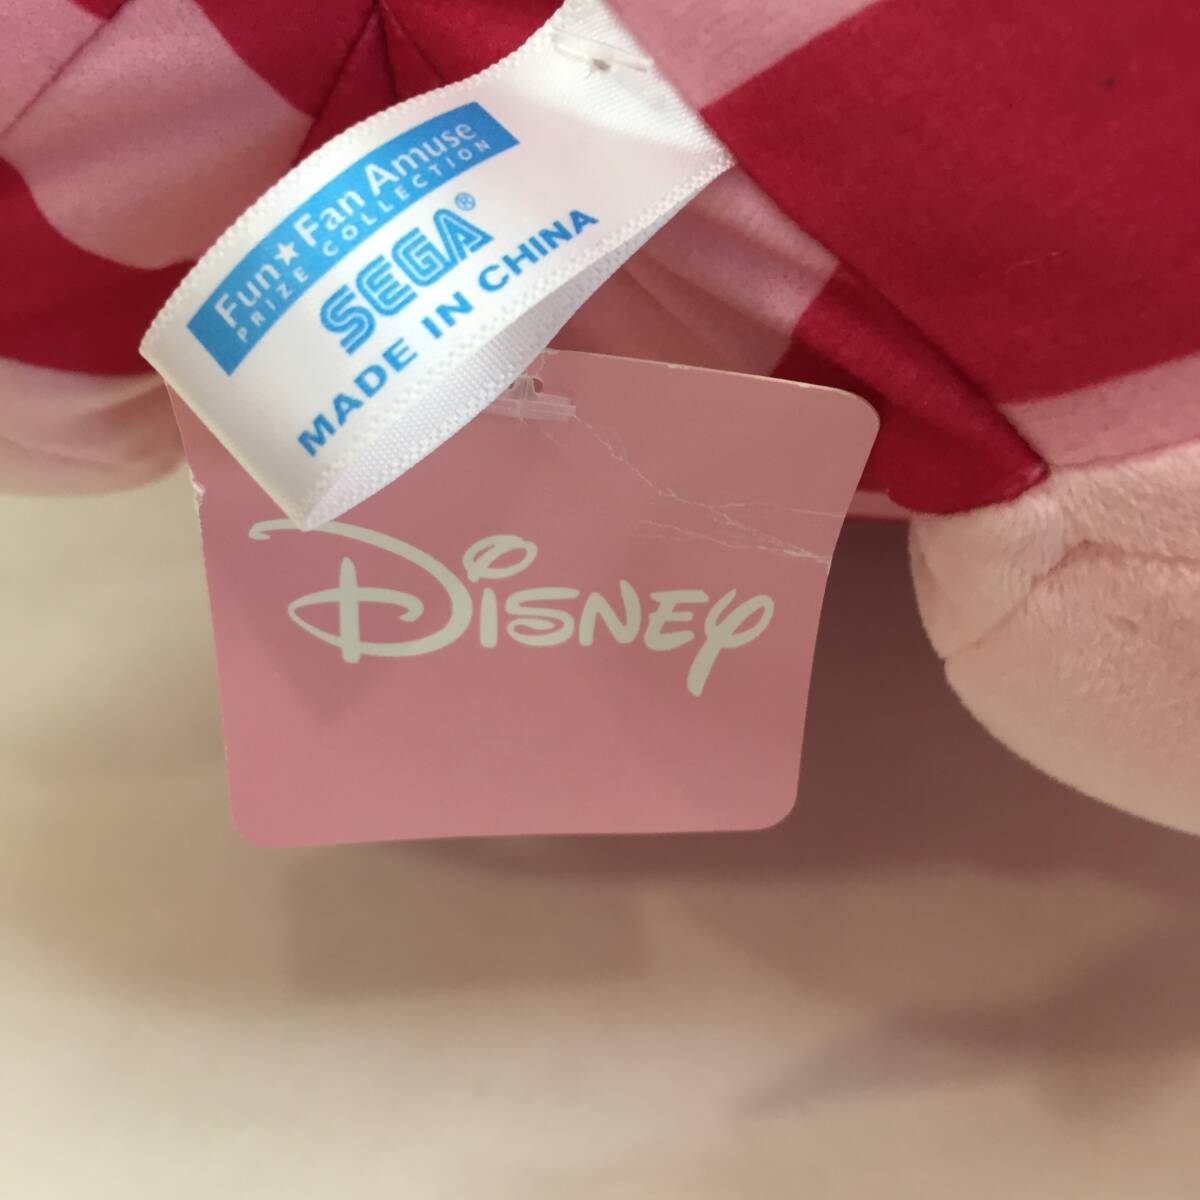 Fun★Fan Amuse
PRIZE COLLECTION
SEGA®
MADE IN CHINA
Disney